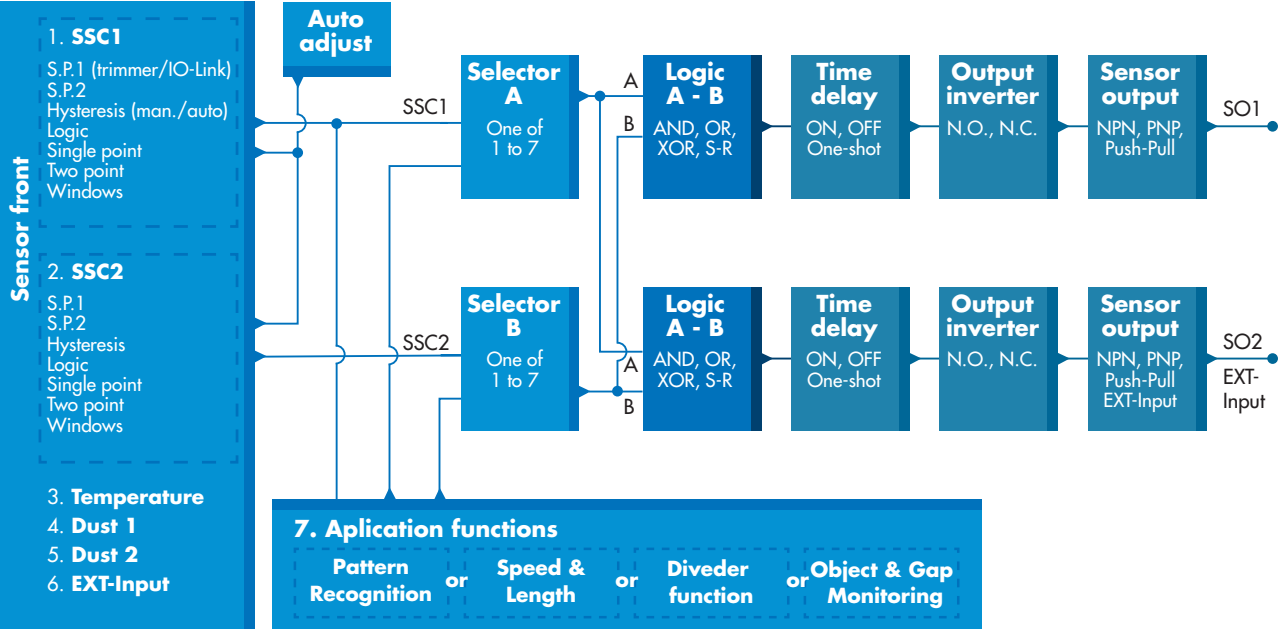 Sensor front
1. SSC1
S.P.1 (trimmer/IO-Link)
S.P.2
Hysteresis (man./auto)
Logic
Single point
Two point
Windows
2. SSC2
S.P.1
S.P.2
Hysteresis
Logic
Single point
Two point
Windows
3. Temperature
4. Dust 1
5. Dust 2
6. EXT-Input
Auto
adjust
SSC1
Selector
A
One of
1 to 7
A
B
Logic
A - B
AND, OR,
XOR, S-R
Time
delay
ON, OFF
One-shot
Output
inverter
N.O., N.C.
Sensor
output
NPN, PNP,
Push-Pull
SO1
SSC2
Selector
B
One of
1 to 7
A
B
Logic
A - B
AND, OR,
XOR, S-R
Time
delay
ON, OFF
One-shot
Output
inverter
N.O., N.C.
Sensor
output
NPN, PNP,
Push-Pull
EXT-Input
SO2
EXT-
Input
7. Aplication functions
Pattern
Recognition
or
Speed &
Length
or
Diveder
function
or
Object & Gap
Monitoring